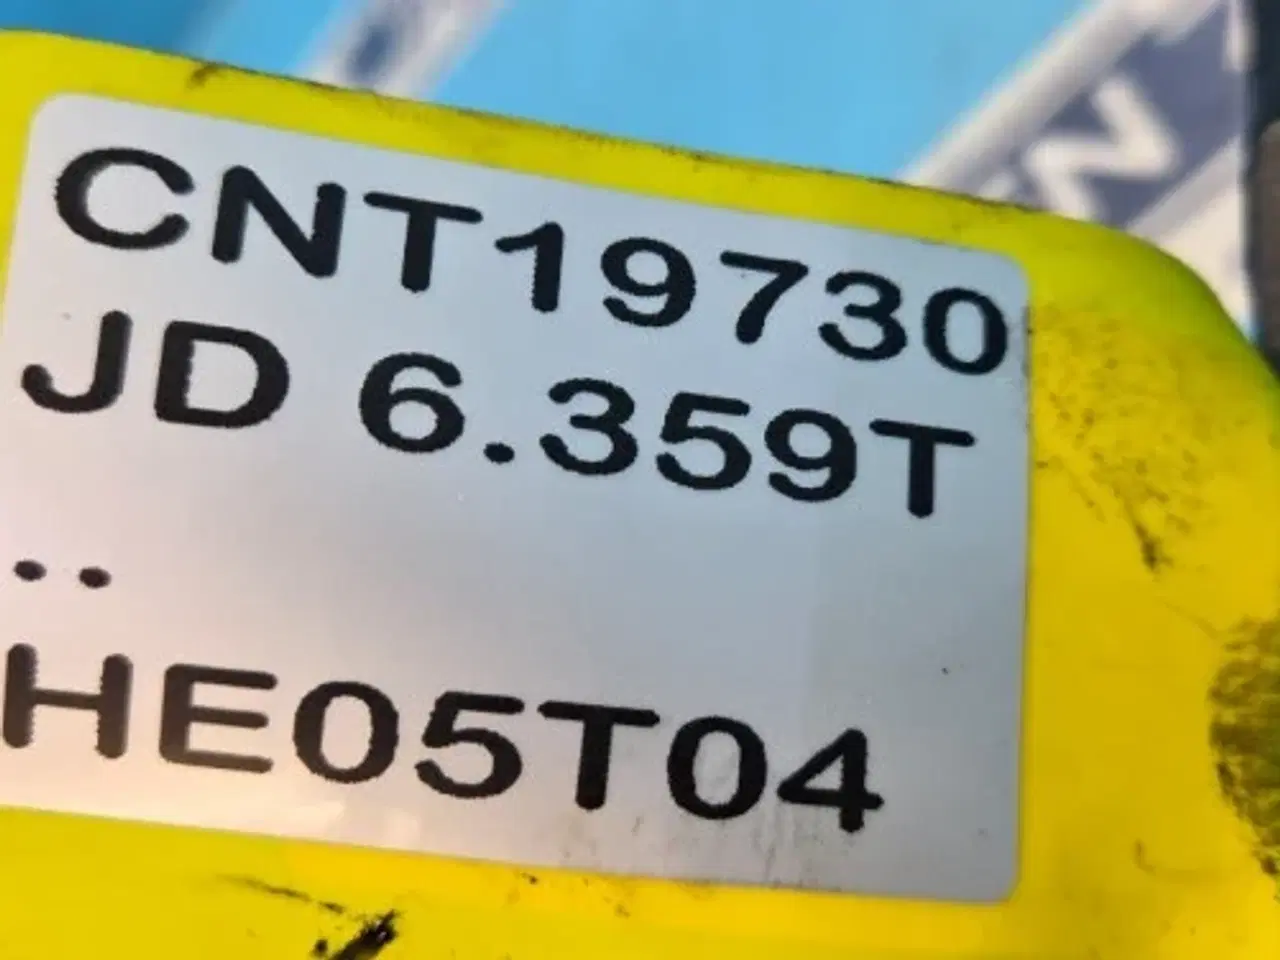 CNT19730
JD 6.359T
..
HE05T04
N